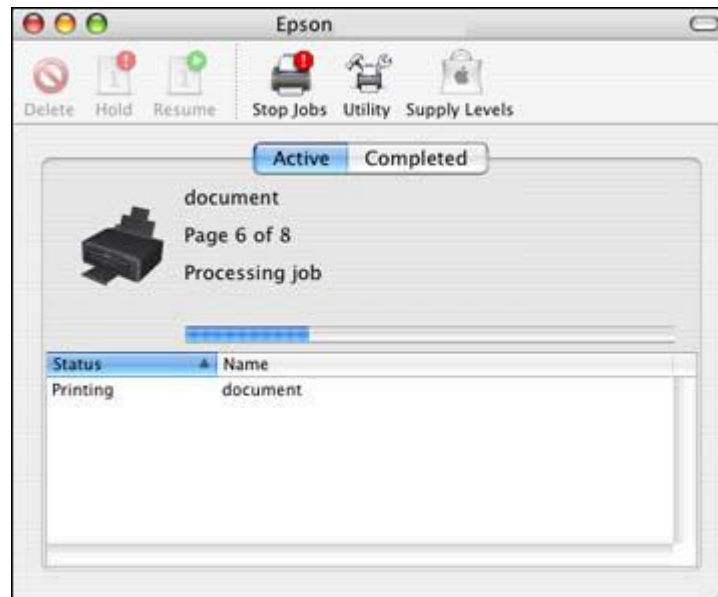 Epson
Delete Hold Resume Stop Jobs Utility Supply Levels
Active Completed
document
Page 6 of 8
Processing job
Status Name
Printing document